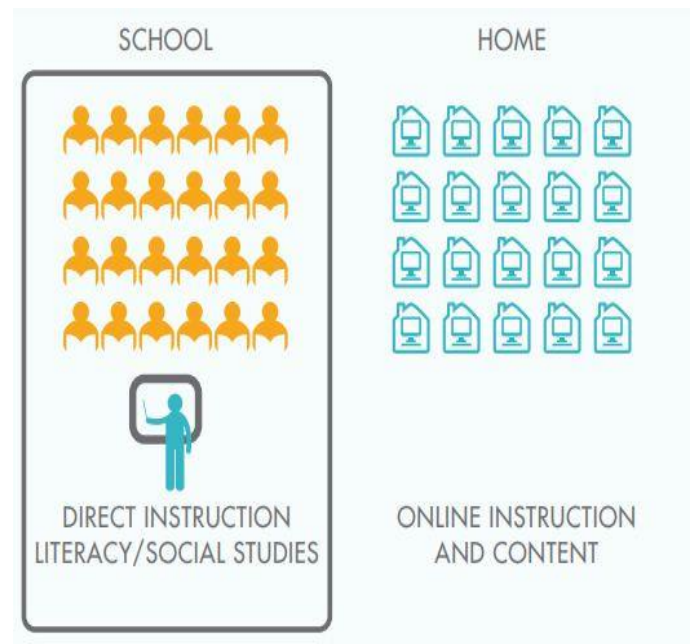 SCHOOL
DIRECT INSTRUCTION
LITERACY/SOCIAL STUDIES
HOME
ONLINE INSTRUCTION
AND CONTENT